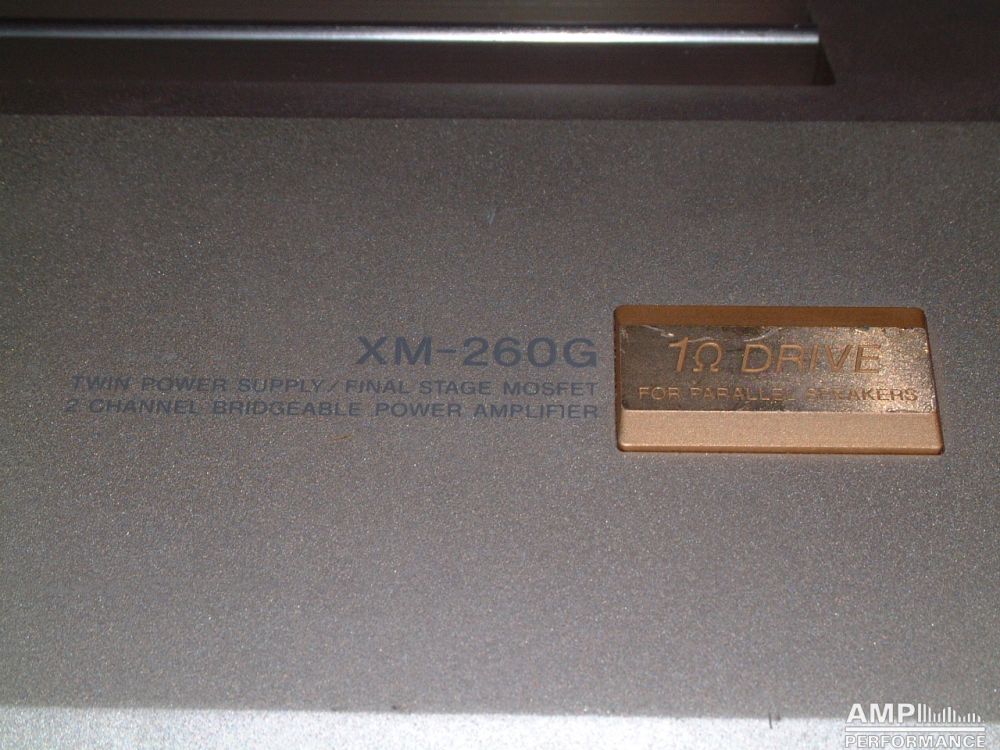 XM-260G
TWIN POWER SUPPLY/FINAL STAGE MOSFET
2 CHANNEL BRIDGEABLE POWER AMPLIFIER
1Ω DRIVE
FOR PARALLEL SPEAKERS
AMP
PERFORMANCE